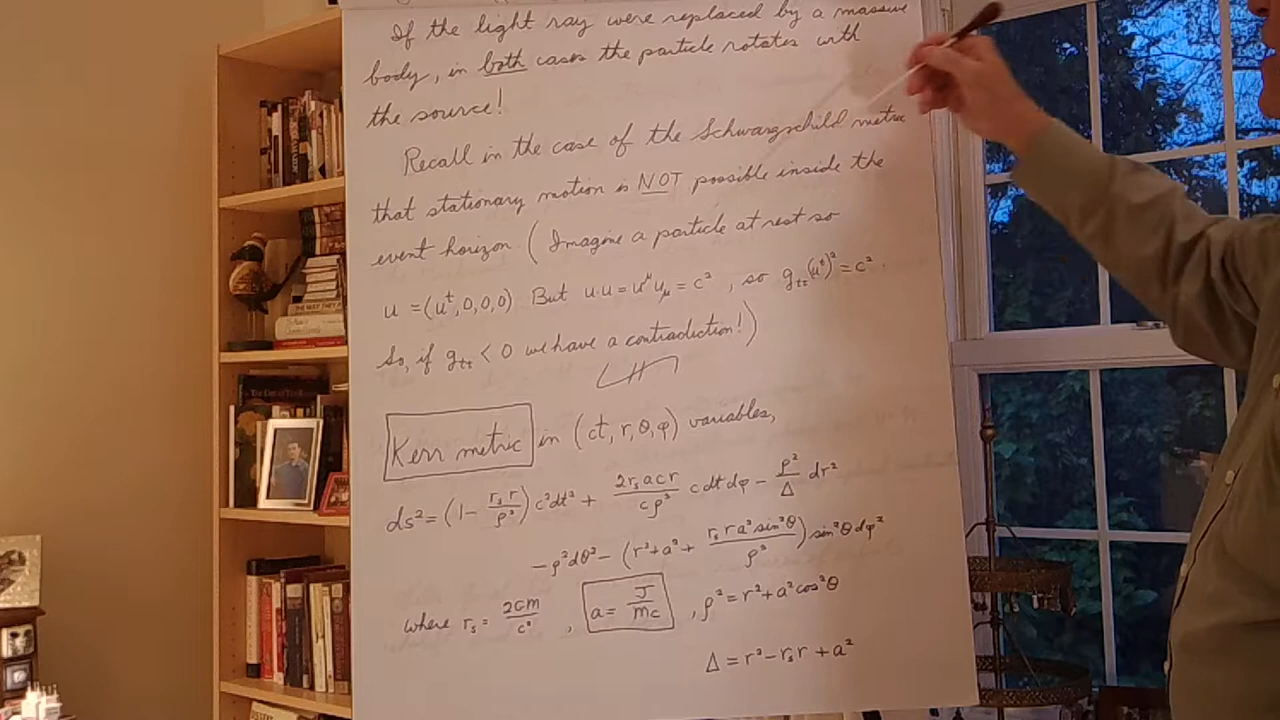 If the light ray were replaced by a massive
body, in both cases the particle rotates with
the source!
Recall in the case of the Schwarzschild metric
that stationary motion is NOT possible inside the
event horizon (Imagine a particle at rest so
u = (uᵗ,0,0,0) But u·u = u^μ u_μ = c², so g_tt(uᵗ)² = c².
So, if g_tt < 0 we have a contradiction!)
Kerr metric in (ct, r, θ, φ) variables,
ds² = (1 - r_s r/ρ²) c²dt² + 2r_s a c r/cρ² c dt dφ - ρ²/Δ dr²
- ρ²dθ² - (r² + a² + r_s r a² sin²θ/ρ²) sin²θ dφ²
where r_s = 2GM/c², a = J/mc, ρ² = r² + a² cos²θ
Δ = r² - r_s r + a²